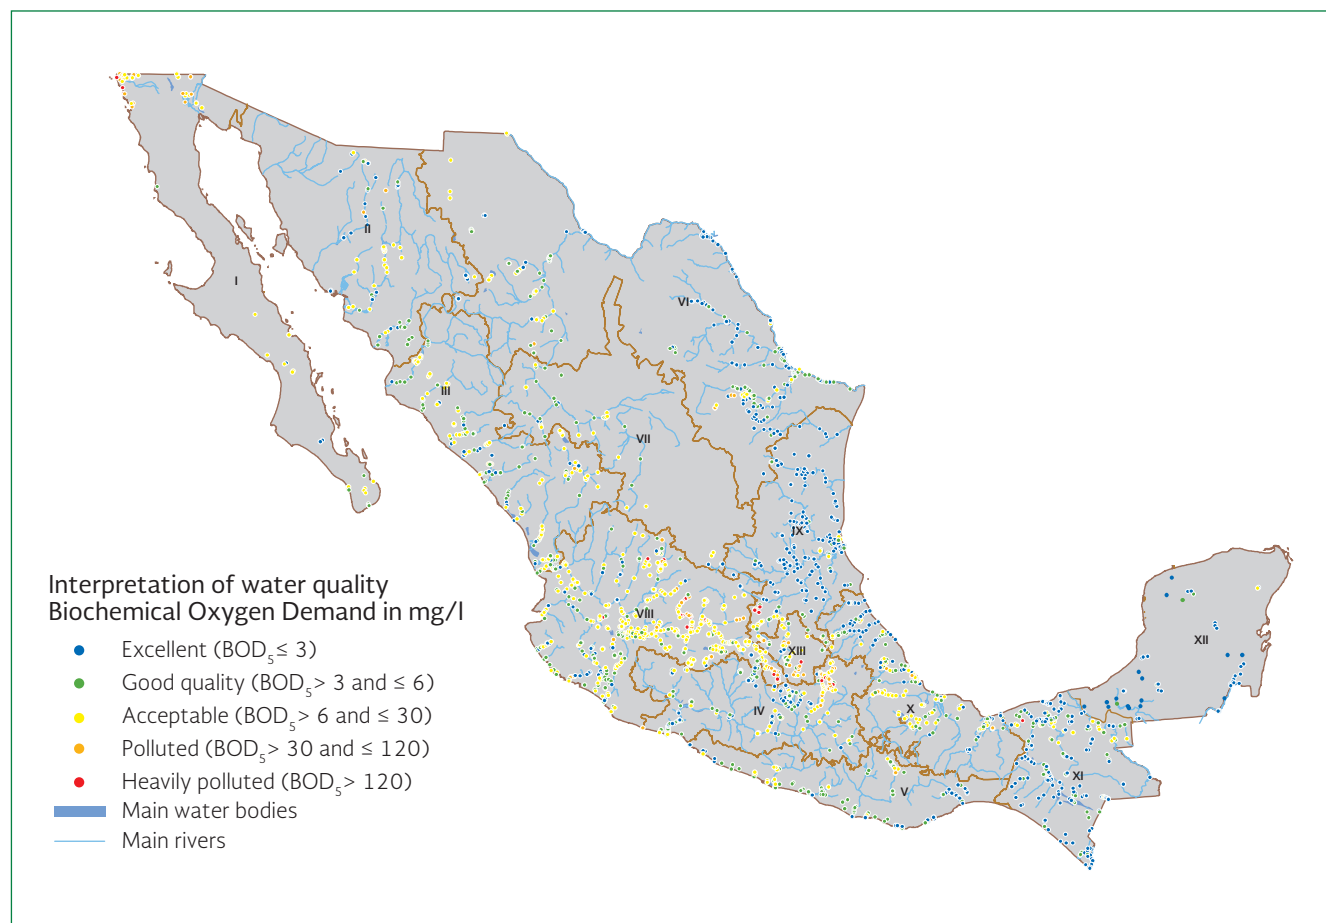 I
II
III
VI
VII
IX
VIII
XIII
IV
X
V
XI
XII
Interpretation of water quality
Biochemical Oxygen Demand in mg/l
Excellent (BOD₅≤ 3)
Good quality (BOD₅> 3 and ≤ 6)
Acceptable (BOD₅> 6 and ≤ 30)
Polluted (BOD₅> 30 and ≤ 120)
Heavily polluted (BOD₅> 120)
Main water bodies
Main rivers